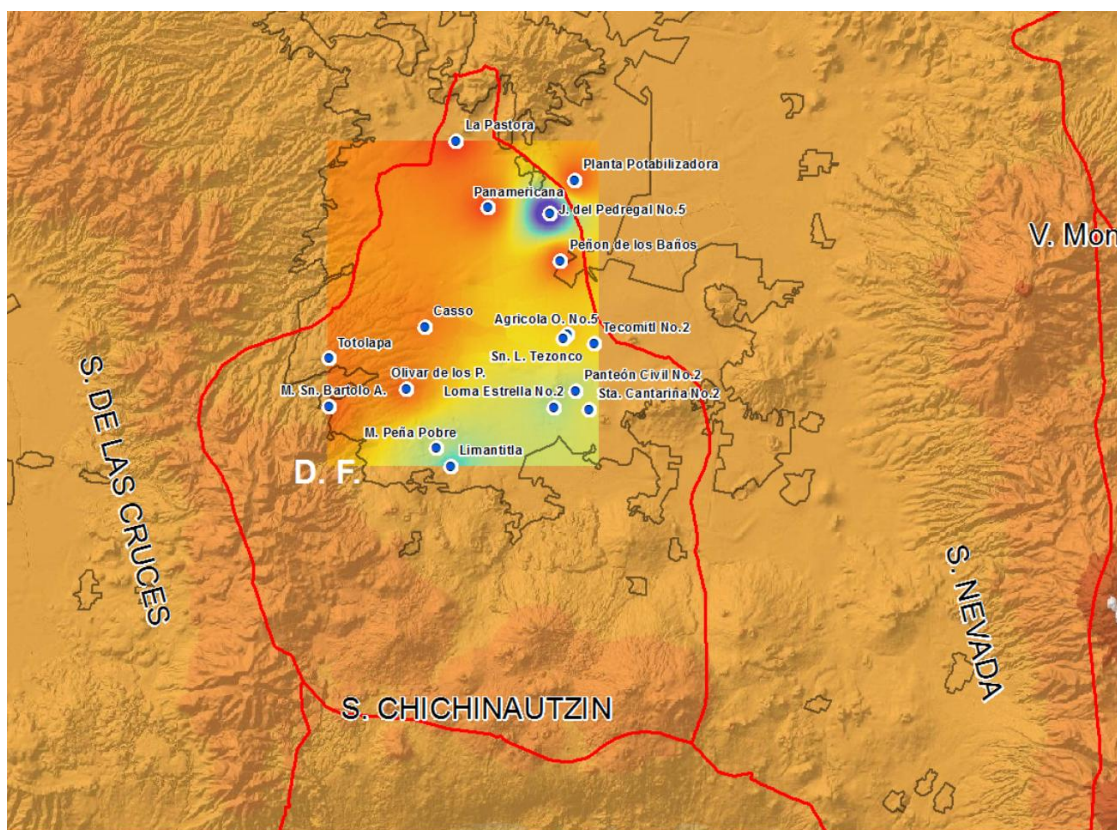 La Pastora
Planta Potabilizadora
Panamericana
J. del Pedregal No.5
V. Mon
Peñon de los Baños
Casso
Agricola O. No.5
Tecomitl No.2
Totolapa
Sn. L. Tezonco
Olivar de los P.
Panteón Civil No.2
M. Sn. Bartolo A.
Loma Estrella No.2
Sta. Cantariña No.2
M. Peña Pobre
Limantitla
D. F.
S. DE LAS CRUCES
S. NEVADA
S. CHICHINAUTZIN